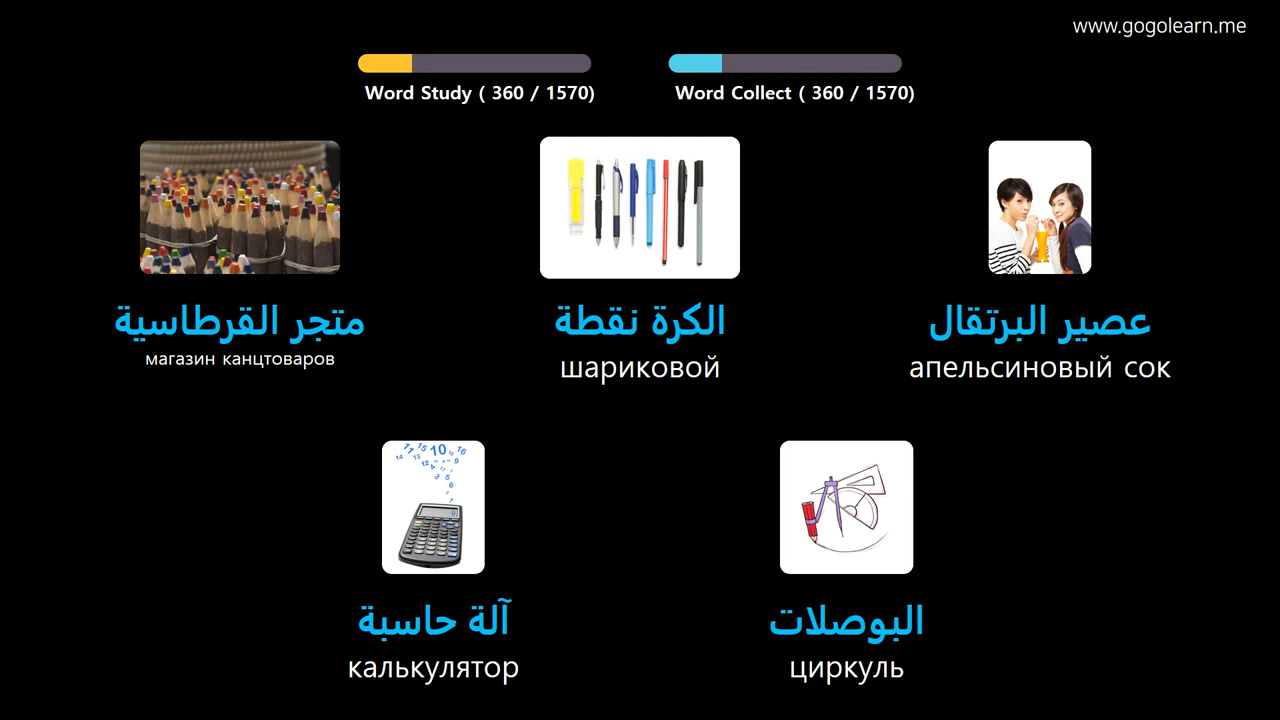 www.gogolearn.me
Word Study ( 360 / 1570)
Word Collect ( 360 / 1570)
متجر القرطاسية
магазин канцтоваров
الكرة نقطة
шариковой
عصير البرتقال
апельсиновый сок
آلة حاسبة
калькулятор
البوصلات
циркуль